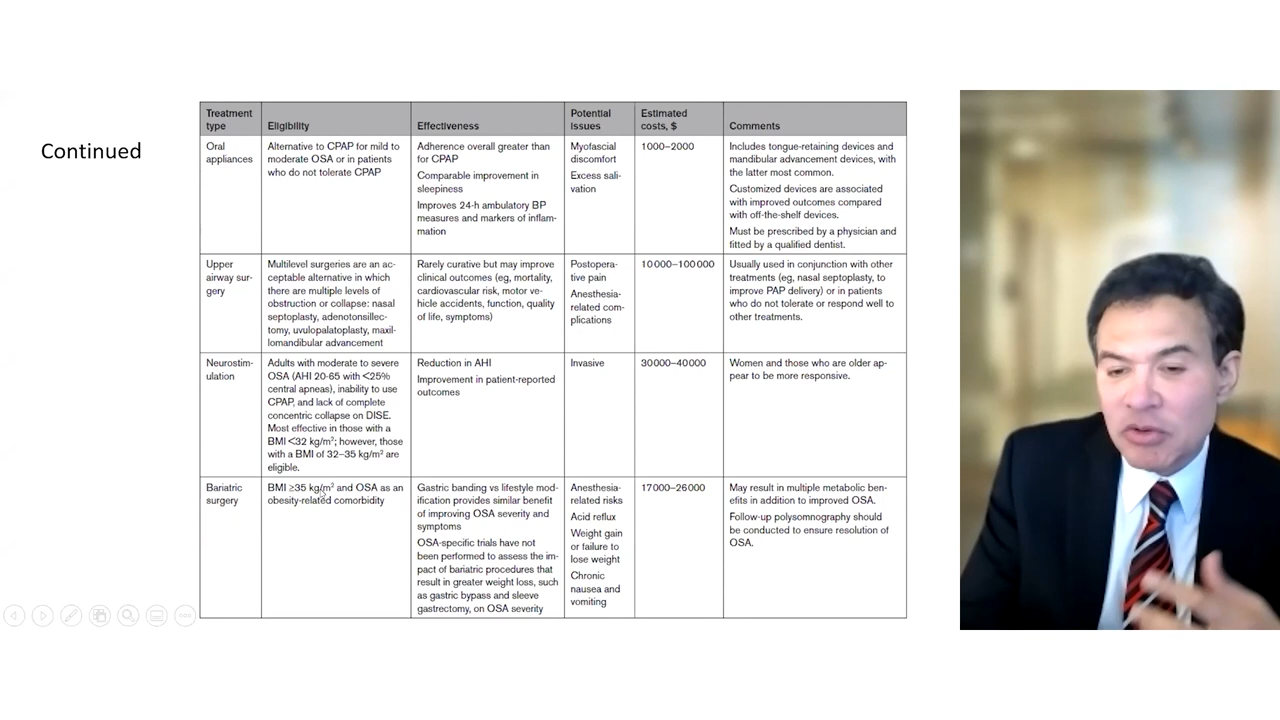 Continued
Treatment
type
Eligibility
Effectiveness
Potential
issues
Estimated
costs, $
Comments
Oral
appliances
Alternative to CPAP for mild to
moderate OSA or in patients
who do not tolerate CPAP
Adherence overall greater than
for CPAP
Comparable improvement in
sleepiness
Improves 24-h ambulatory BP
measures and markers of inflam-
mation
Myofascial
discomfort
Excess sali-
vation
1000–2000
Includes tongue-retaining devices and
mandibular advancement devices, with
the latter most common.
Customized devices are associated
with improved outcomes compared
with off-the-shelf devices.
Must be prescribed by a physician and
fitted by a qualified dentist.
Upper
airway sur-
gery
Multilevel surgeries are an ac-
ceptable alternative in which
there are multiple levels of
obstruction or collapse: nasal
septoplasty, adenotonsillec-
tomy, uvulopalatoplasty, maxil-
lomandibular advancement
Rarely curative but may improve
clinical outcomes (eg, mortality,
cardiovascular risk, motor ve-
hicle accidents, function, quality
of life, symptoms)
Postopera-
tive pain
Anesthesia-
related com-
plications
10000–100000
Usually used in conjunction with other
treatments (eg, nasal septoplasty, to
improve PAP delivery) or in patients
who do not tolerate or respond well to
other treatments.
Neurostim-
ulation
Adults with moderate to severe
OSA (AHI 20-65 with <25%
central apneas), inability to use
CPAP, and lack of complete
concentric collapse on DISE.
Most effective in those with a
BMI <32 kg/m²; however, those
with a BMI of 32–35 kg/m² are
eligible.
Reduction in AHI
Improvement in patient-reported
outcomes
Invasive
30000–40000
Women and those who are older ap-
pear to be more responsive.
Bariatric
surgery
BMI ≥35 kg/m² and OSA as an
obesity-related comorbidity
Gastric banding vs lifestyle mod-
ification provides similar benefit
of improving OSA severity and
symptoms
OSA-specific trials have not
been performed to assess the im-
pact of bariatric procedures that
result in greater weight loss, such
as gastric bypass and sleeve
gastrectomy, on OSA severity
Anesthesia-
related risks
Acid reflux
Weight gain
or failure to
lose weight
Chronic
nausea and
vomiting
17000–26000
May result in multiple metabolic ben-
efits in addition to improved OSA.
Follow-up polysomnography should
be conducted to ensure resolution of
OSA.